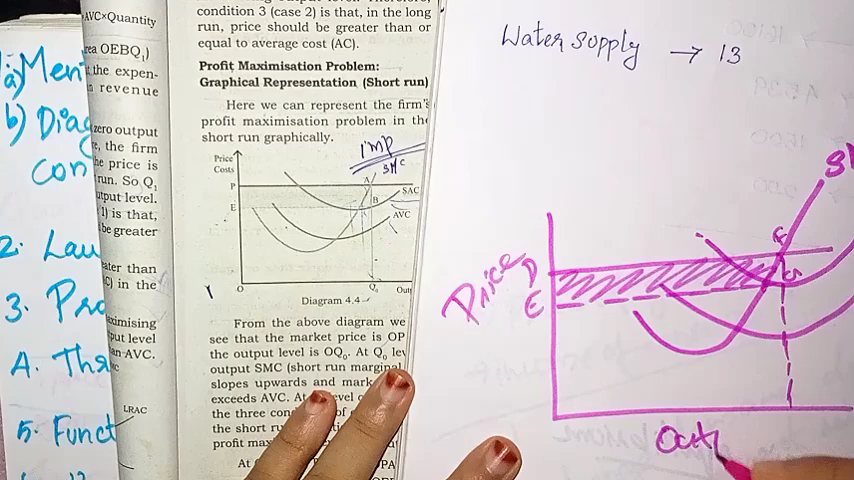 a) Men
b) Diag
con
2. Law
3. Pro
4. Tha
5. Funct
AVC×Quantity
rea OEBQ₁)
the expen-
revenue
zero output
the firm
he price is
run. So Q₁
utput level.
1) is that,
be greater
ater than
C) in the
ximising
put level
an AVC.
LRAC
condition 3 (case 2) is that, in the long
run, price should be greater than or
equal to average cost (AC).
Profit Maximisation Problem:
Graphical Representation (Short run)
Here we can represent the firm's
profit maximisation problem in the
short run graphically.
IMP
Price
Costs
SMC
P
A
SAC
E
B
AVC
O
Q₀
Out
Diagram 4.4
From the above diagram we
see that the market price is OP
the output level is OQ₀. At Q₀ lev
output SMC (short run marginal
slopes upwards and mark
exceeds AVC. At
the three con of
the short ru
profit max
At
Water Supply → 13
Price
E
Outp